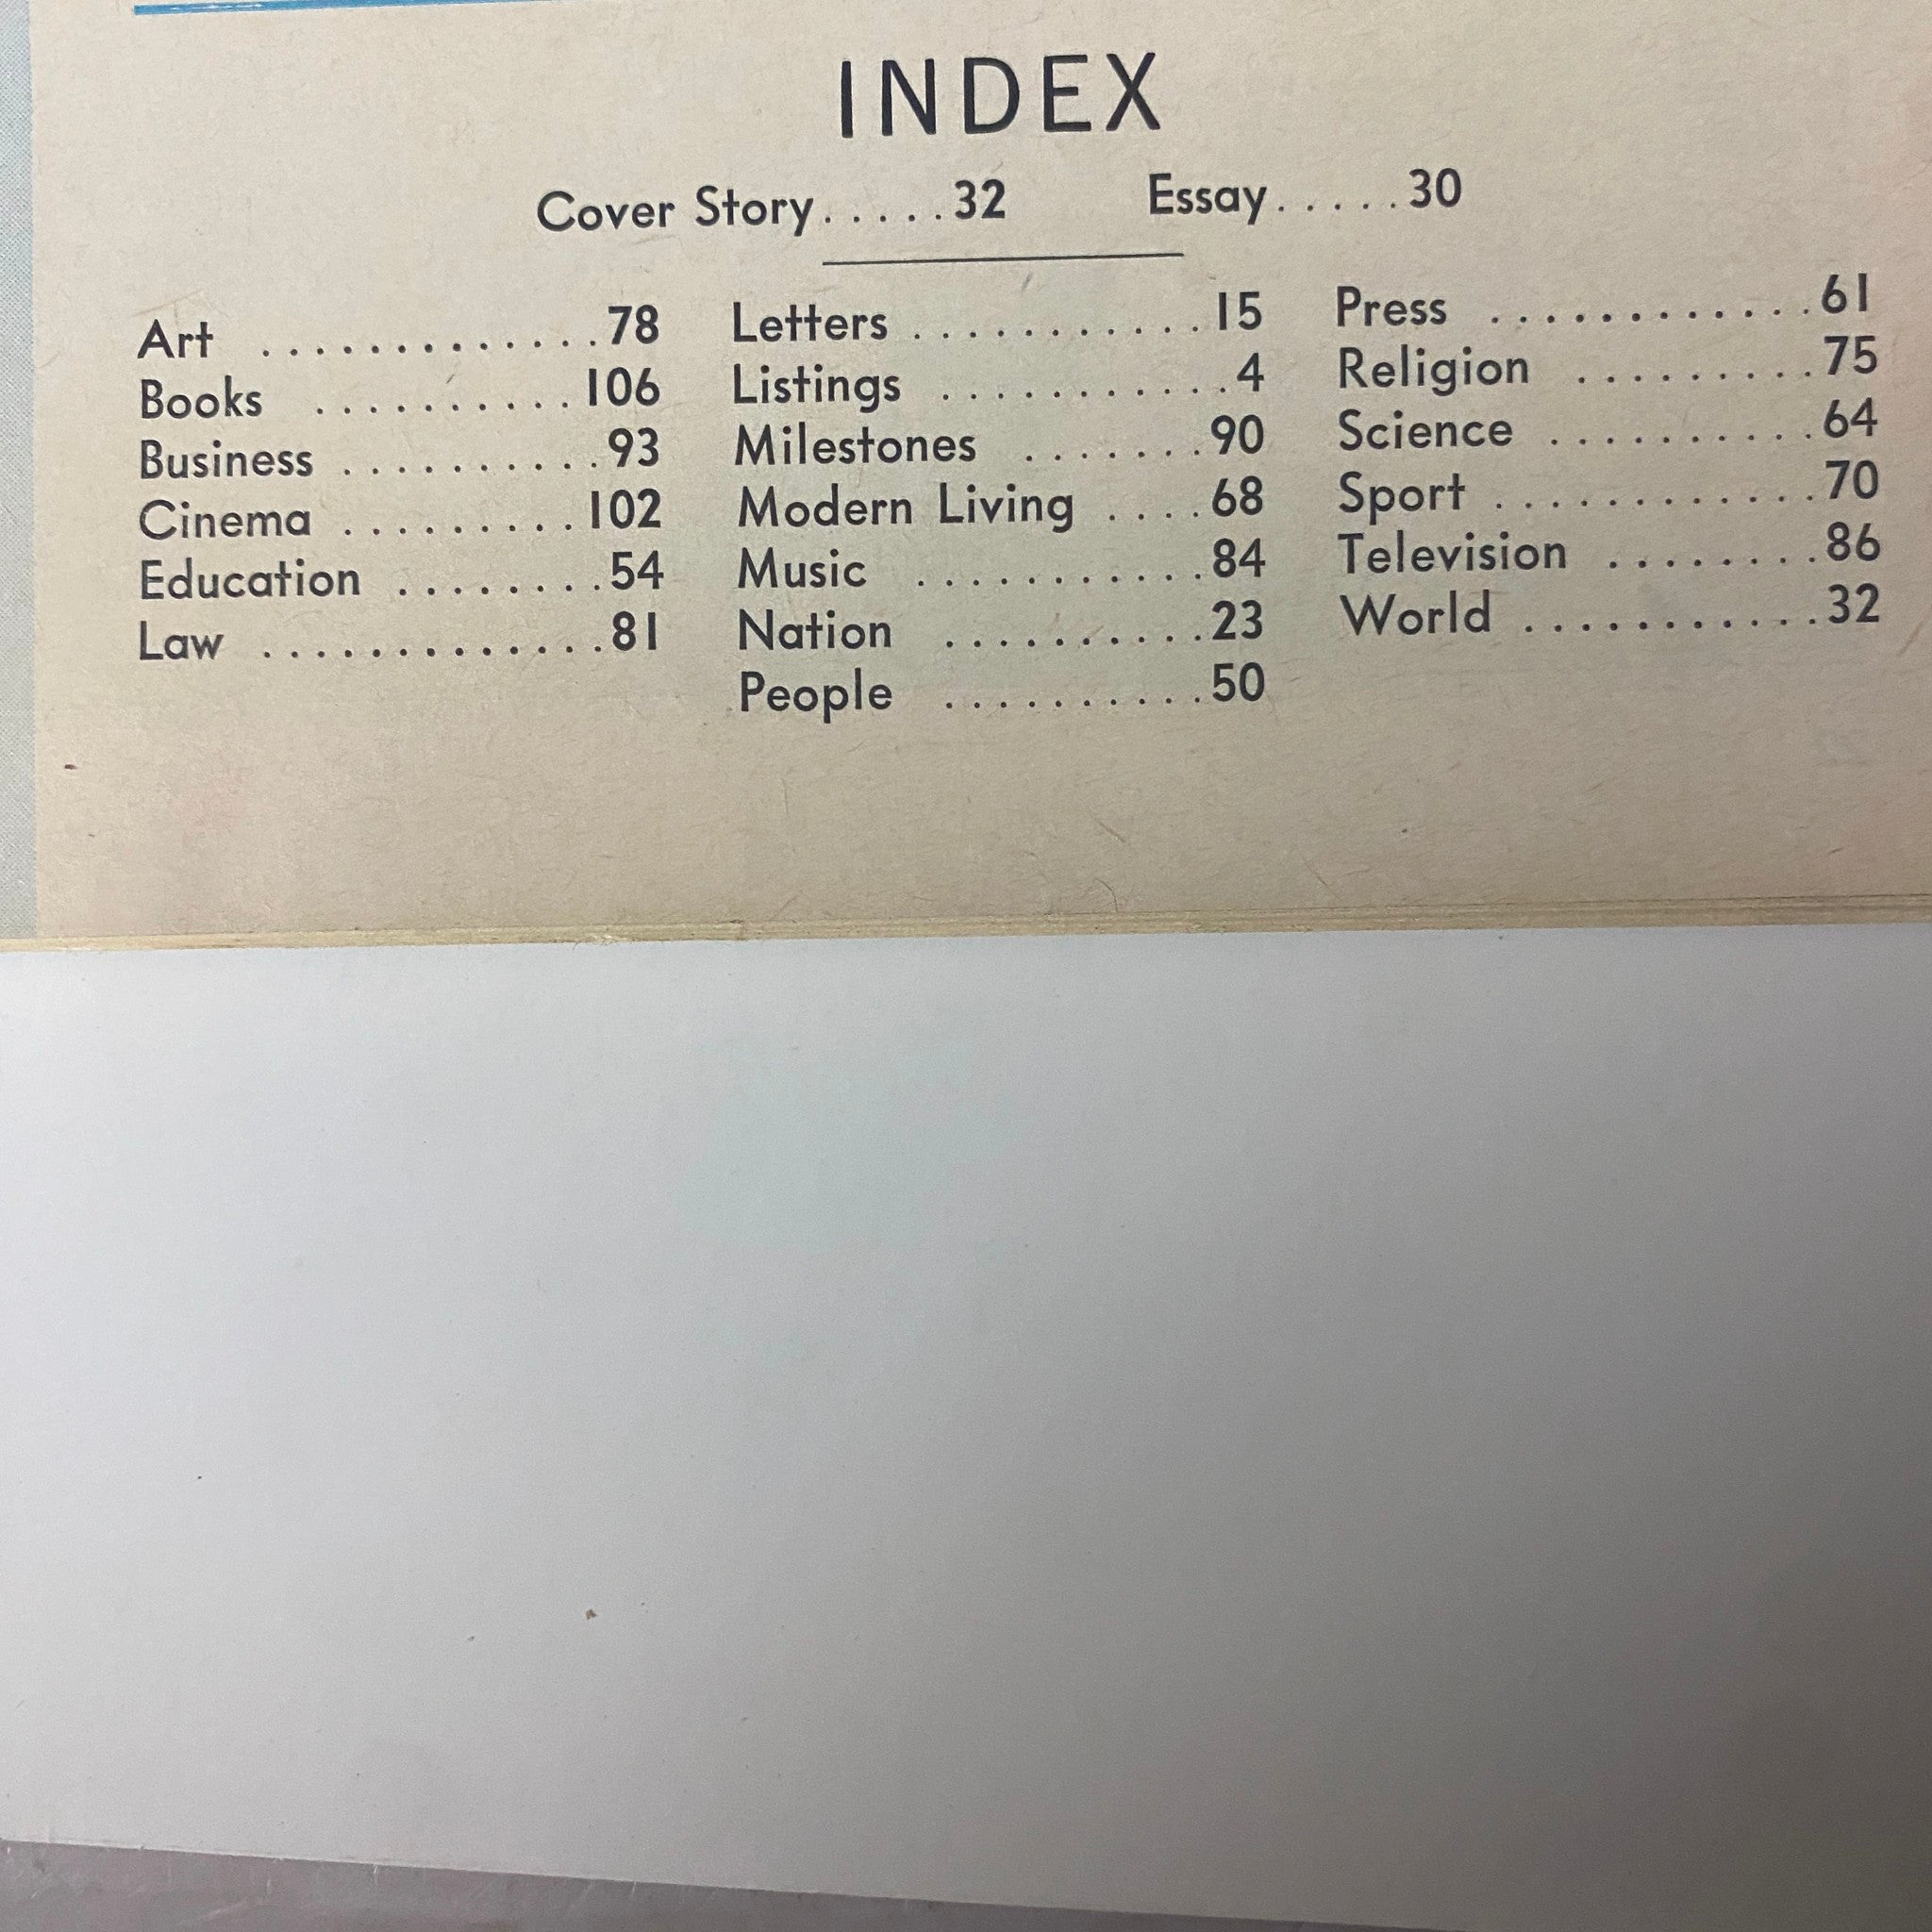 INDEX
Cover Story.....32 Essay.....30
Art .............78
Books ..........106
Business ..........93
Cinema .........102
Education ........54
Law .............81
Letters ...........15
Listings ...........4
Milestones .......90
Modern Living ....68
Music ...........84
Nation ..........23
People ..........50
Press ............61
Religion .........75
Science ..........64
Sport ............70
Television ........86
World ...........32